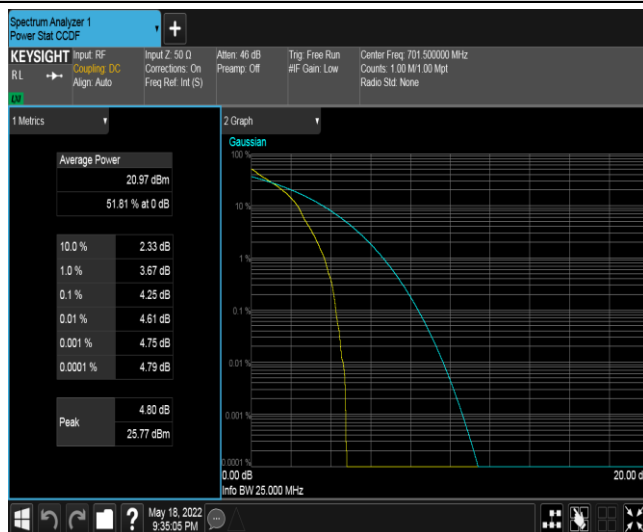 Spectrum Analyzer 1
Power Stat CCDF
+
KEYSIGHT
RL
LXI
Input: RF
Coupling: DC
Align: Auto
Input Z: 50 Ω
Corrections: On
Freq Ref: Int (S)
Atten: 46 dB
Preamp: Off
Trig: Free Run
#IF Gain: Low
Center Freq: 701.500000 MHz
Counts: 1.00 M/1.00 Mpt
Radio Std: None
1 Metrics
Average Power
20.97 dBm
51.81 % at 0 dB
10.0 % 2.33 dB
1.0 % 3.67 dB
0.1 % 4.25 dB
0.01 % 4.61 dB
0.001 % 4.75 dB
0.0001 % 4.79 dB
Peak
4.80 dB
25.77 dBm
2 Graph
Gaussian
100 %
10 %
1 %
0.1 %
0.01 %
0.001 %
0.0001 %
0.00 dB
20.00 d
Info BW 25.000 MHz
?
May 18, 2022
9:35:05 PM